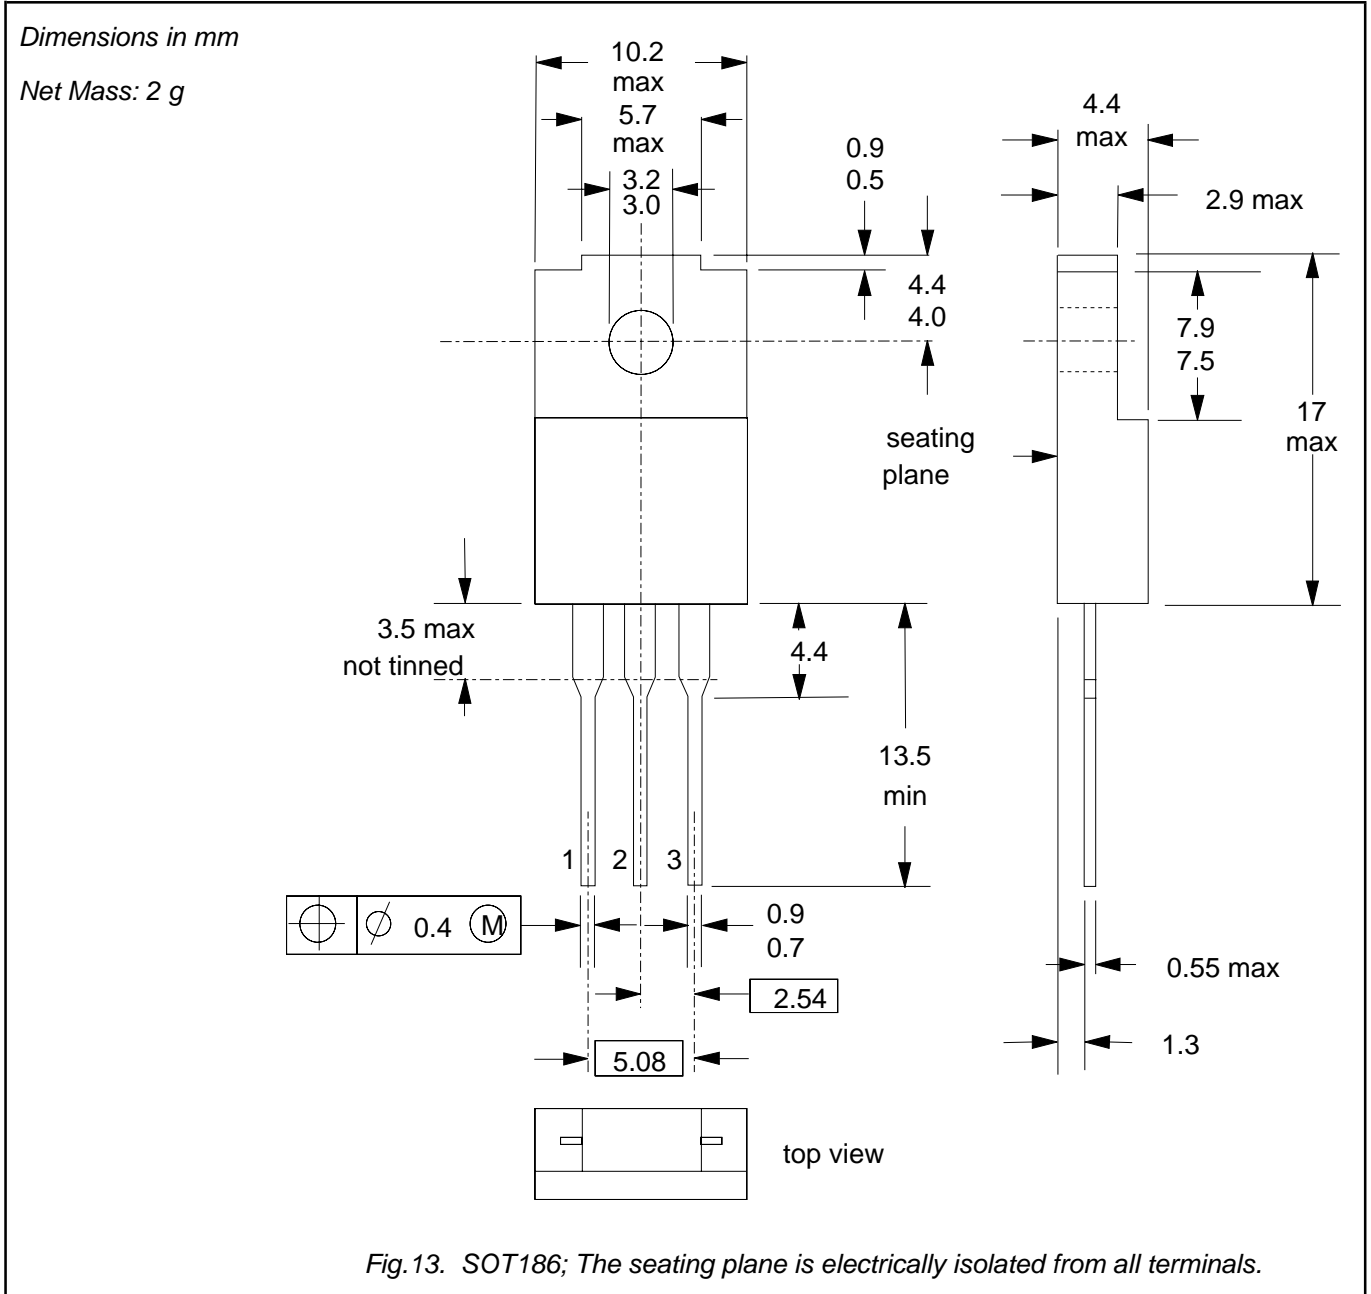 Dimensions in mm
Net Mass: 2 g
10.2
max
5.7
max
3.2
3.0
0.9
0.5
4.4
4.0
seating
plane
3.5 max
not tinned
4.4
13.5
min
1 2 3
0.4 M
0.9
0.7
2.54
5.08
top view
4.4
max
2.9 max
7.9
7.5
17
max
0.55 max
1.3
Fig.13. SOT186; The seating plane is electrically isolated from all terminals.